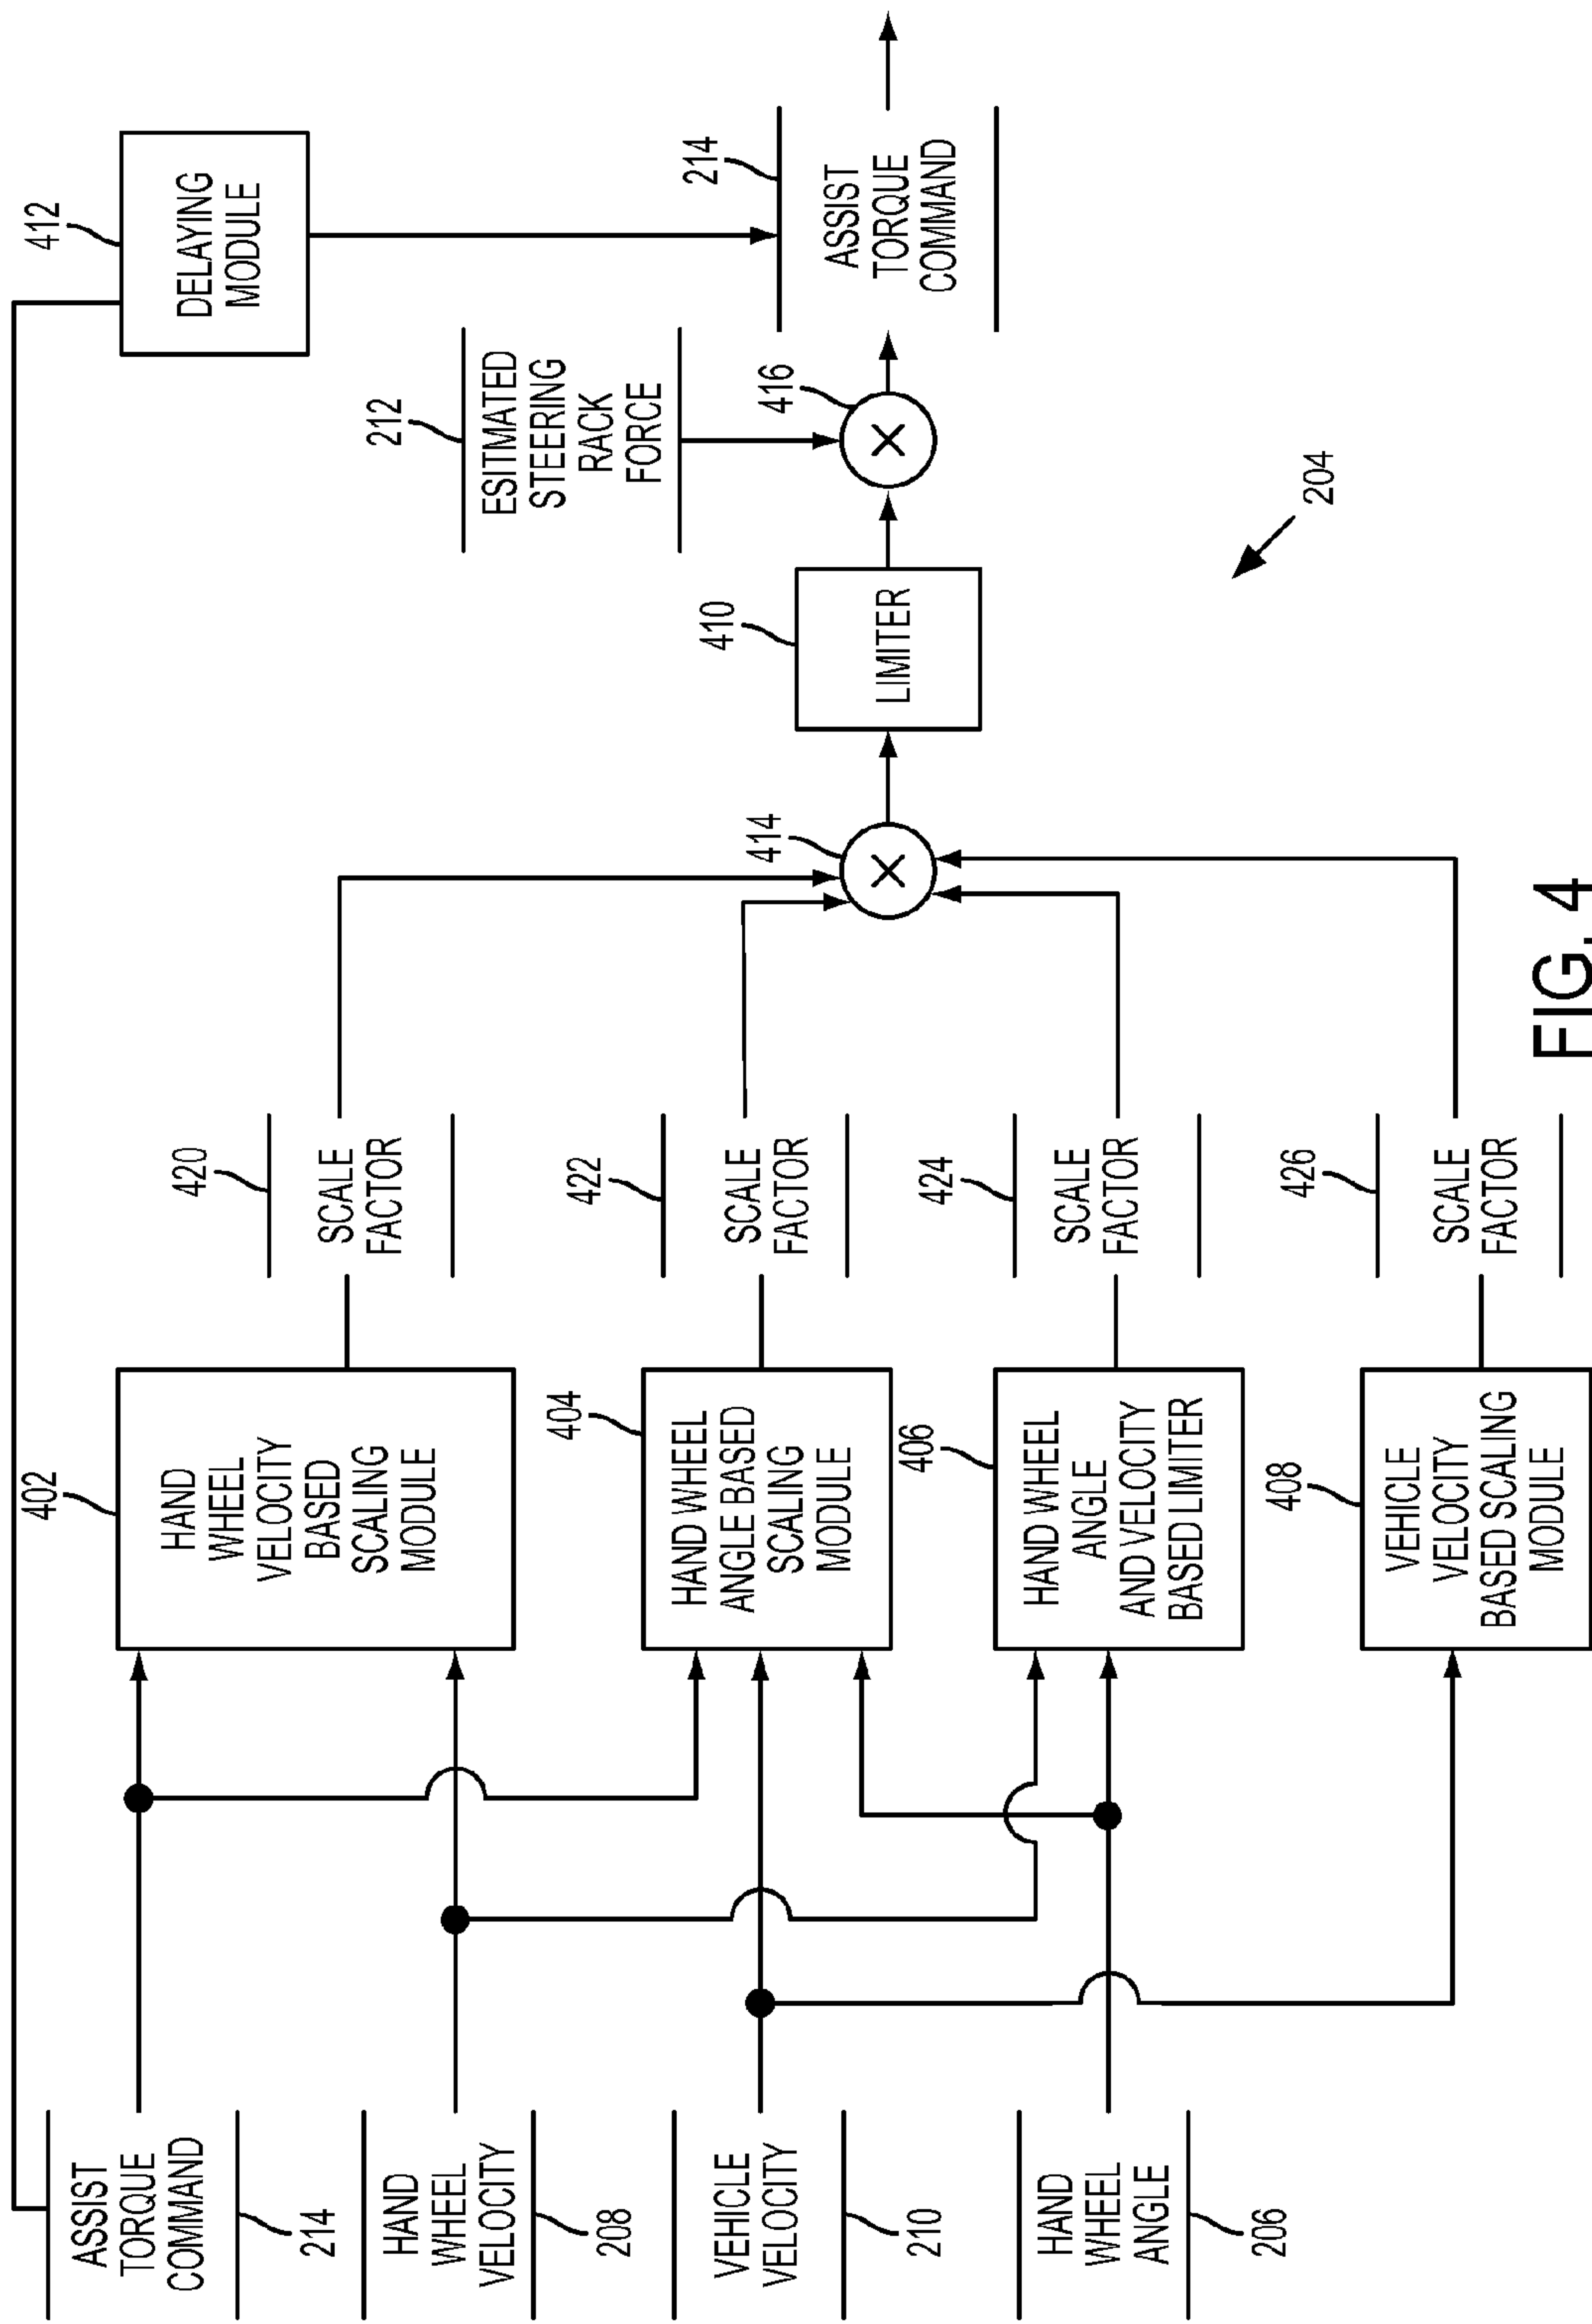 412
DELAYING
MODULE
212
ESITMATED
STEERING
RACK
FORCE
214
ASSIST
TORQUE
COMMAND
416
410
LIMITER
414
204
402
HAND
WHEEL
VELOCITY
BASED
SCALING
MODULE
420
SCALE
FACTOR
404
HAND WHEEL
ANGLE BASED
SCALING
MODULE
422
SCALE
FACTOR
406
HAND WHEEL
ANGLE
AND VELOCITY
BASED LIMITER
424
SCALE
FACTOR
408
VEHICLE
VELOCITY
BASED SCALING
MODULE
426
SCALE
FACTOR
ASSIST
TORQUE
COMMAND
214
HAND
WHEEL
VELOCITY
208
VEHICLE
VELOCITY
210
HAND
WHEEL
ANGLE
206
FIG. 4